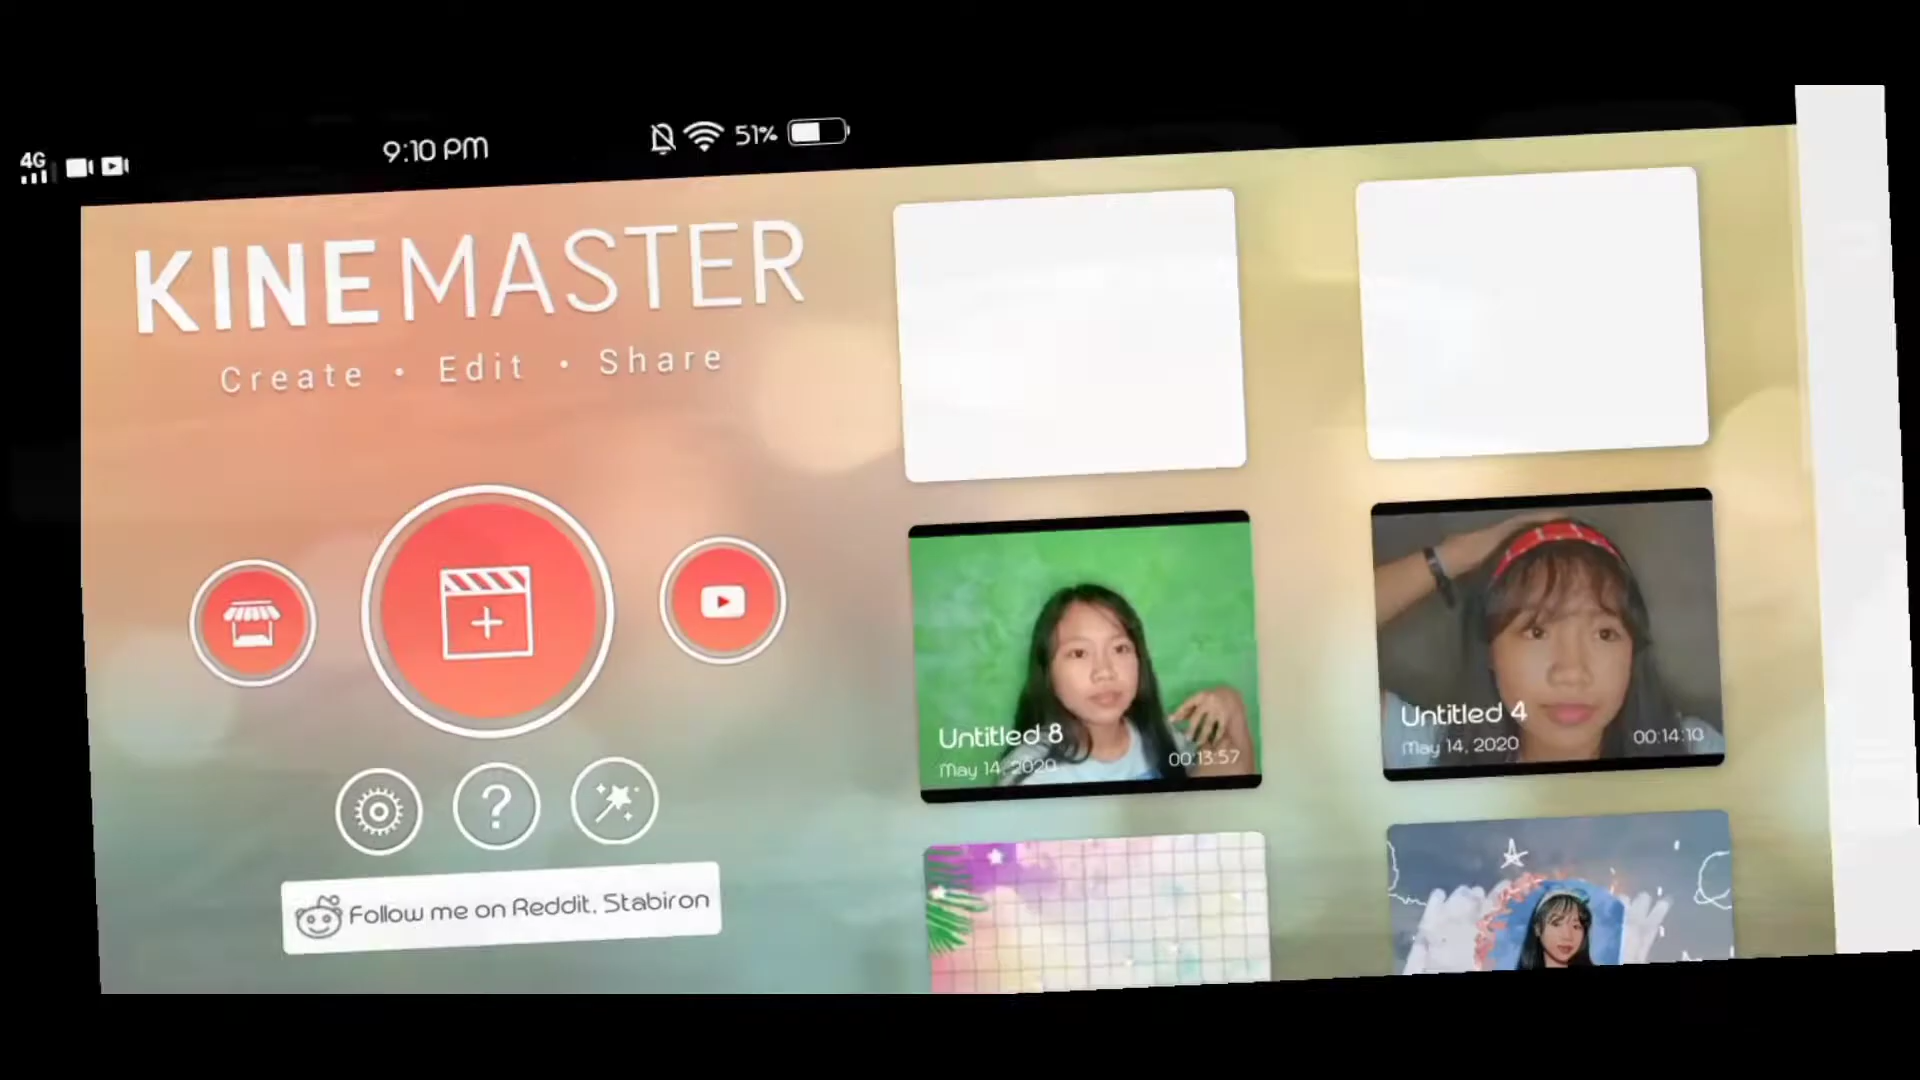 4G
9:10 PM
51%
KINEMASTER
Create • Edit • Share
Follow me on Reddit. Stabiron
Untitled 8
May 14, 2020
00:13:57
Untitled 4
May 14, 2020
00:14:10